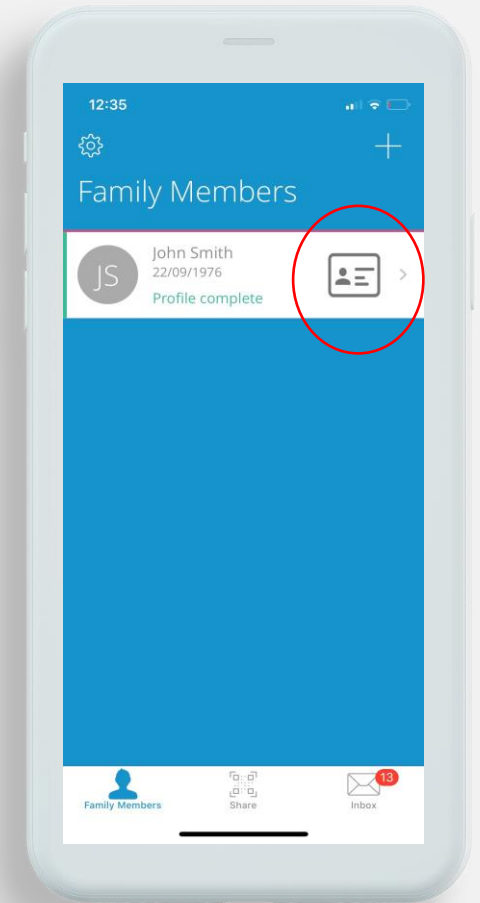 12:35
Family Members
JS
John Smith
22/09/1976
Profile complete
Family Members
Share
13
Inbox